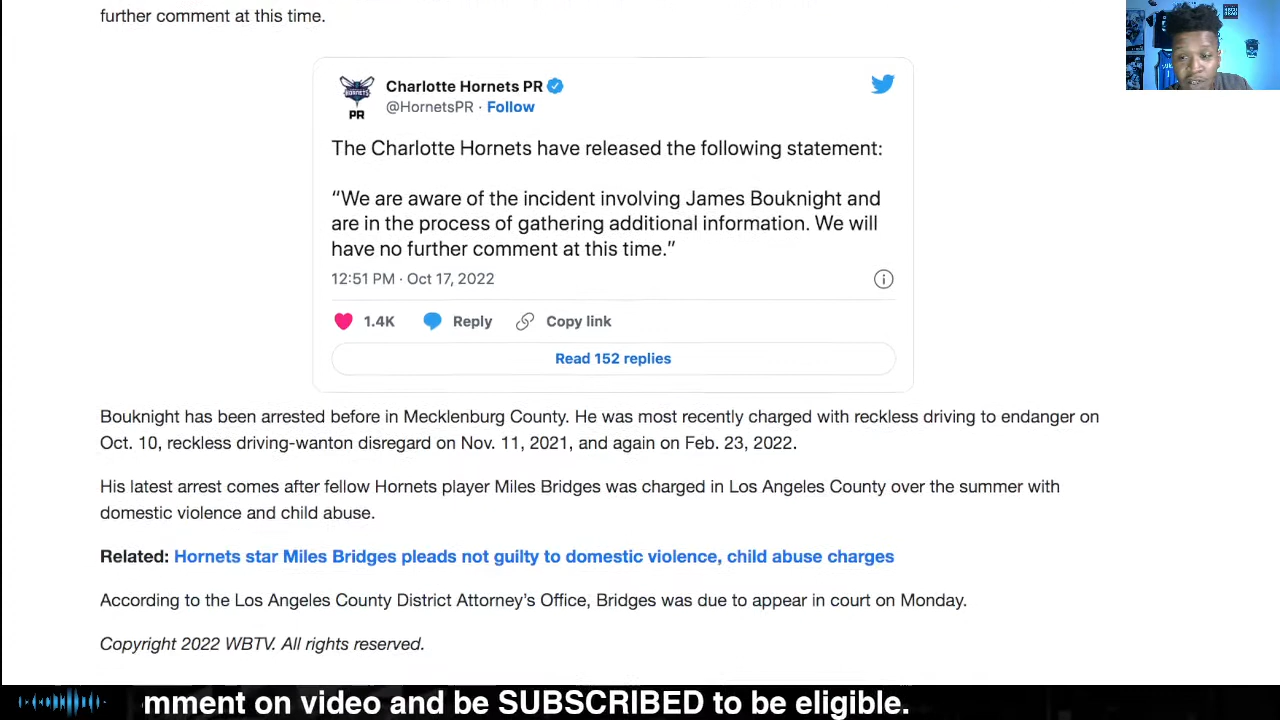 further comment at this time.
Charlotte Hornets PR
@HornetsPR · Follow
HORNETS
PR
The Charlotte Hornets have released the following statement:
“We are aware of the incident involving James Bouknight and
are in the process of gathering additional information. We will
have no further comment at this time.”
12:51 PM · Oct 17, 2022
1.4K Reply Copy link
Read 152 replies
Bouknight has been arrested before in Mecklenburg County. He was most recently charged with reckless driving to endanger on
Oct. 10, reckless driving-wanton disregard on Nov. 11, 2021, and again on Feb. 23, 2022.
His latest arrest comes after fellow Hornets player Miles Bridges was charged in Los Angeles County over the summer with
domestic violence and child abuse.
Related: Hornets star Miles Bridges pleads not guilty to domestic violence, child abuse charges
According to the Los Angeles County District Attorney’s Office, Bridges was due to appear in court on Monday.
Copyright 2022 WBTV. All rights reserved.
mment on video and be SUBSCRIBED to be eligible.